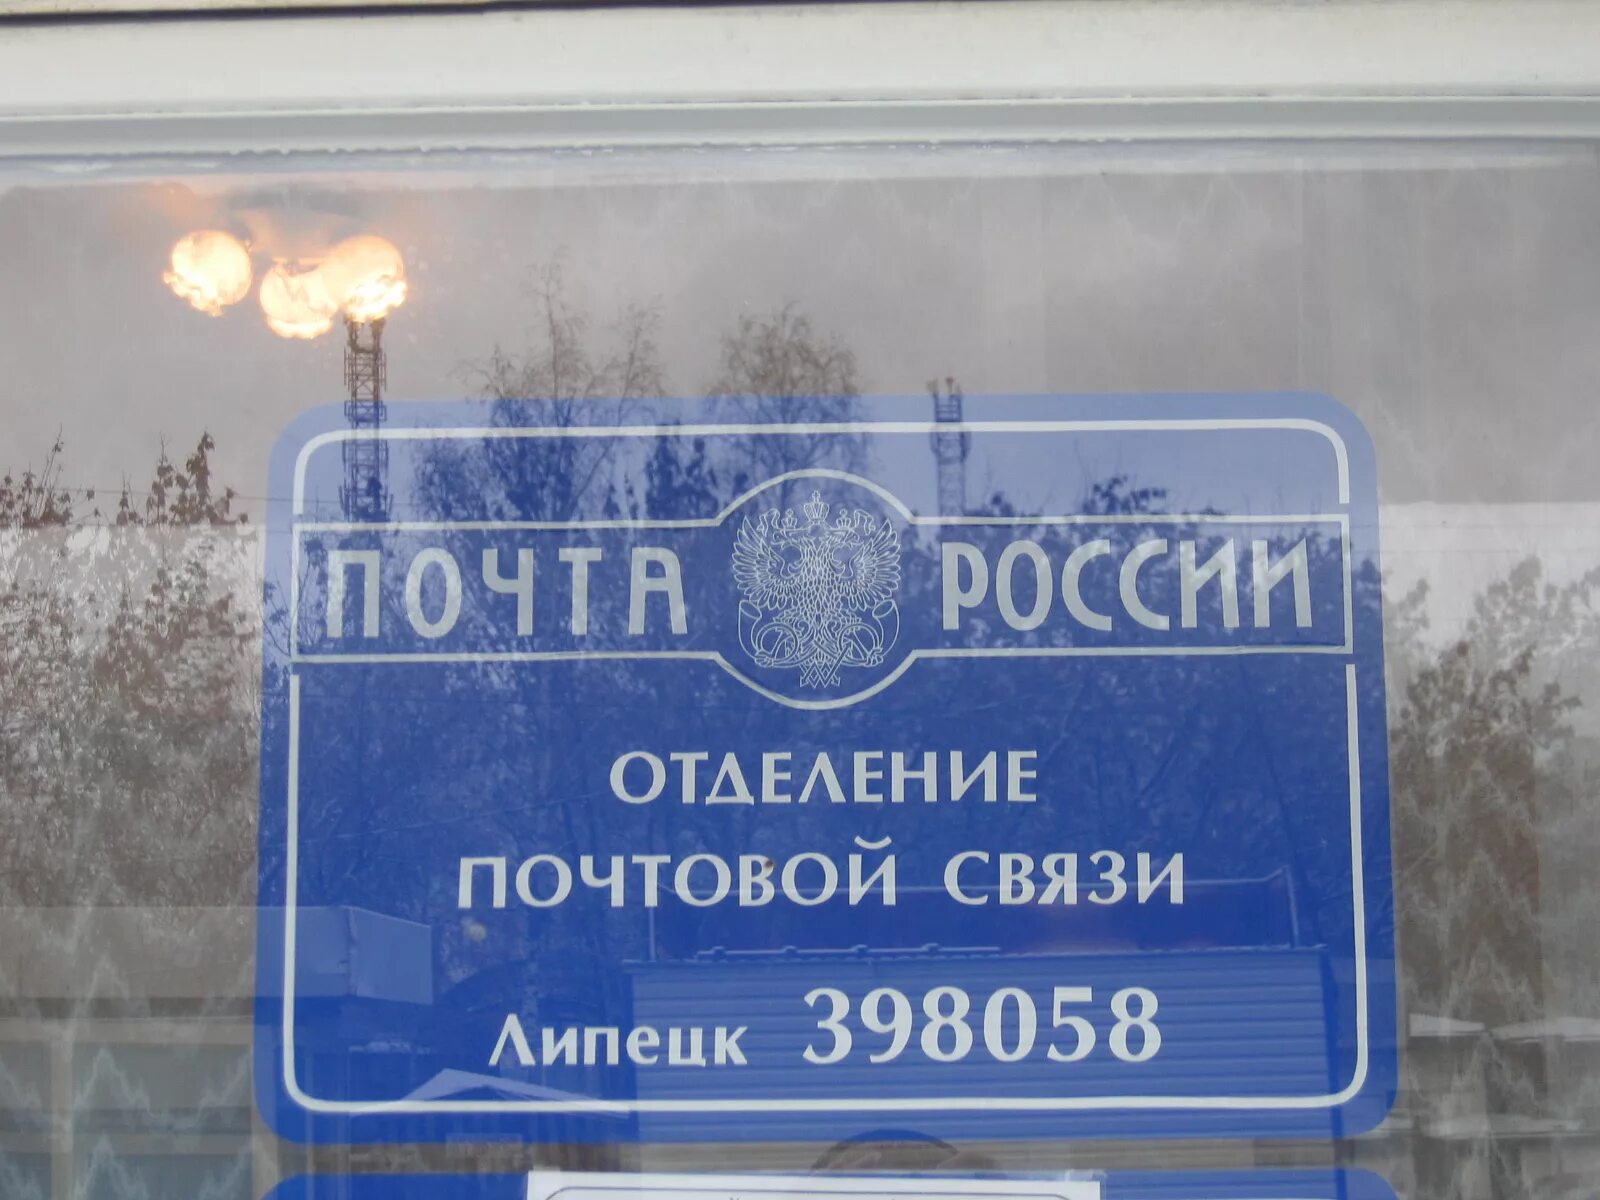 ПОЧТА РОССИИ
ОТДЕЛЕНИЕ
ПОЧТОВОЙ СВЯЗИ
Липецк 398058